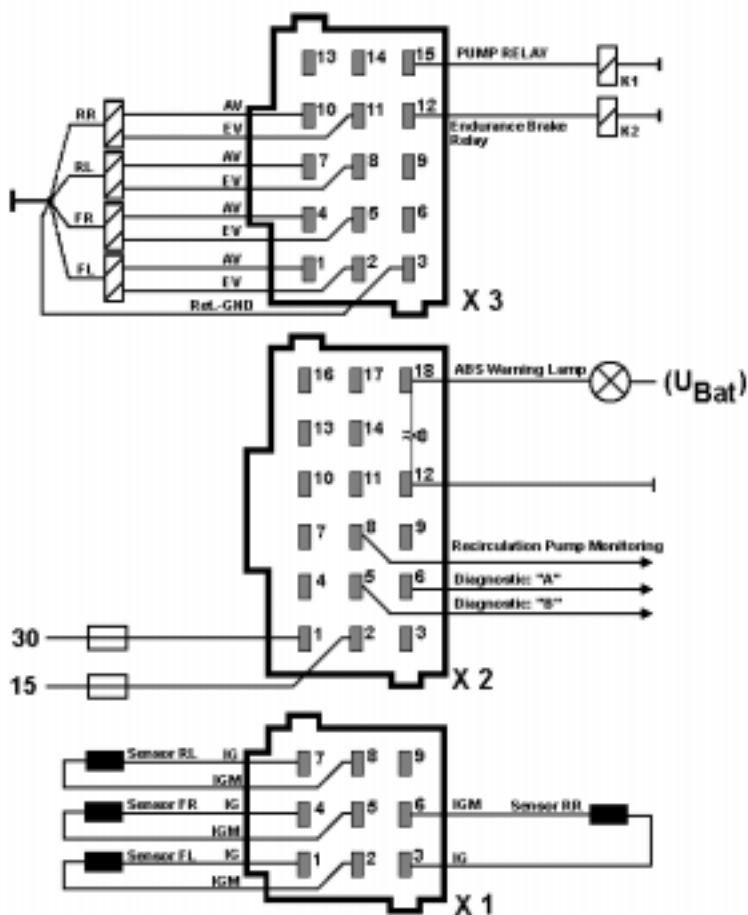 13 14 15 PUMP RELAY
K1
RR AV 10 11 12
EV Endurance Brake
Relay
K2
RL AV 7 8 9
EV
FR AV 4 5 6
EV
FL AV 1 2 3
EV
Ret.-GND
X 3
16 17 18 ABS Warning Lamp (UBat)
13 14
10 11 12
7 8 9
Recirculation Pump Monitoring
4 5 6 Diagnostic: "A"
Diagnostic: "B"
30 1 2 3
15
X 2
Sensor RL IG 7 8 9
IGM
Sensor FR IG 4 5 6 IGM Sensor RR
IGM
Sensor FL IG 1 2 3 IG
IGM
X 1